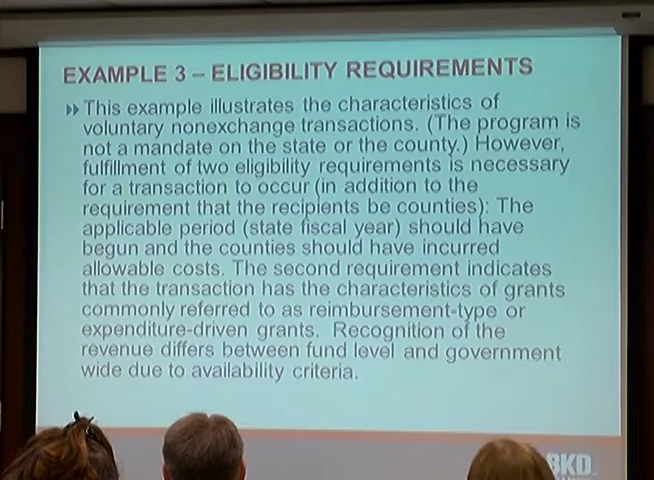 EXAMPLE 3 – ELIGIBILITY REQUIREMENTS
This example illustrates the characteristics of
voluntary nonexchange transactions. (The program is
not a mandate on the state or the county.) However,
fulfillment of two eligibility requirements is necessary
for a transaction to occur (in addition to the
requirement that the recipients be counties): The
applicable period (state fiscal year) should have
begun and the counties should have incurred
allowable costs. The second requirement indicates
that the transaction has the characteristics of grants
commonly referred to as reimbursement-type or
expenditure-driven grants. Recognition of the
revenue differs between fund level and government
wide due to availability criteria.
BKD